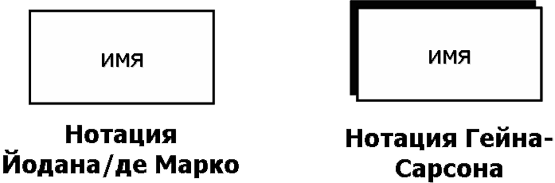 имя
имя
Нотация
Йодана/де Марко
Нотация Гейна-
Сарсона